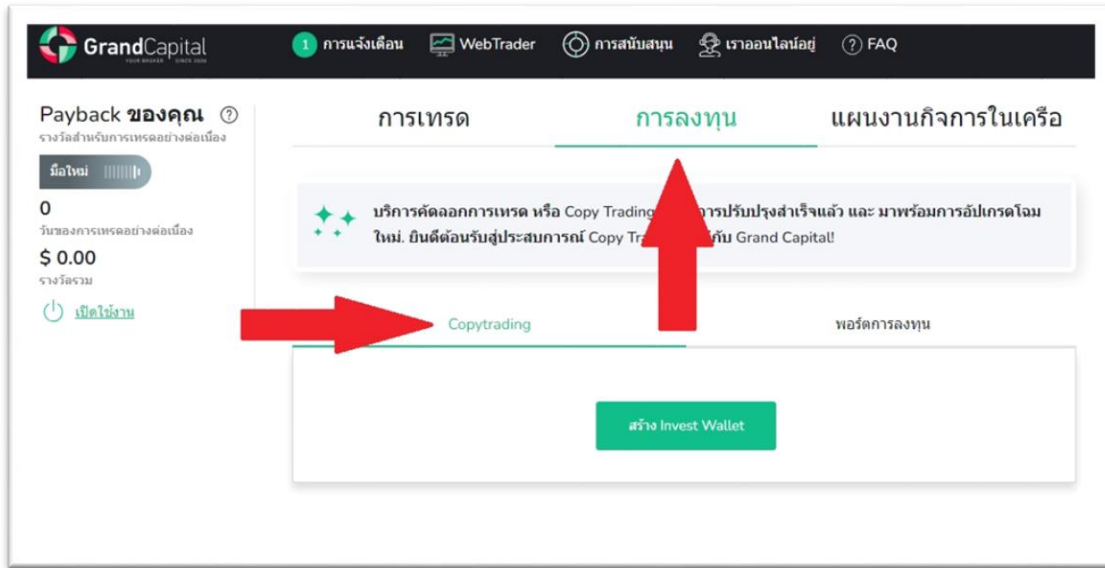 GrandCapital
YOUR BROKER SINCE 2006
1 การแจ้งเตือน WebTrader การสนับสนุน เราออนไลน์อยู่ ? FAQ
Payback ของคุณ ?
รางวัลสำหรับการเทรดอย่างต่อเนื่อง
มือใหม่
0
วันของการเทรดอย่างต่อเนื่อง
$ 0.00
รางวัลรวม
เปิดใช้งาน
การเทรด การลงทุน แผนงานกิจการในเครือ
บริการคัดลอกการเทรด หรือ Copy Trading การปรับปรุงสำเร็จแล้ว และ มาพร้อมการอัปเกรดโฉม
ใหม่. ยินดีต้อนรับสู่ประสบการณ์ Copy กับ Grand Capital!
Copytrading พอร์ตการลงทุน
สร้าง Invest Wallet